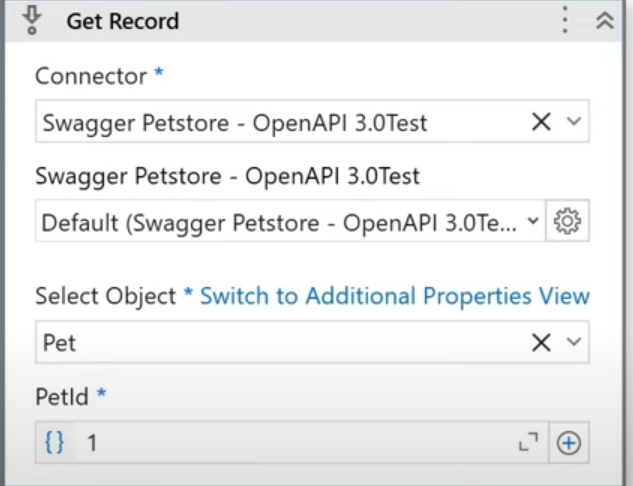 Get Record
Connector *
Swagger Petstore - OpenAPI 3.0Test
Swagger Petstore - OpenAPI 3.0Test
Default (Swagger Petstore - OpenAPI 3.0Te...
Select Object * Switch to Additional Properties View
Pet
PetId *
{} 1